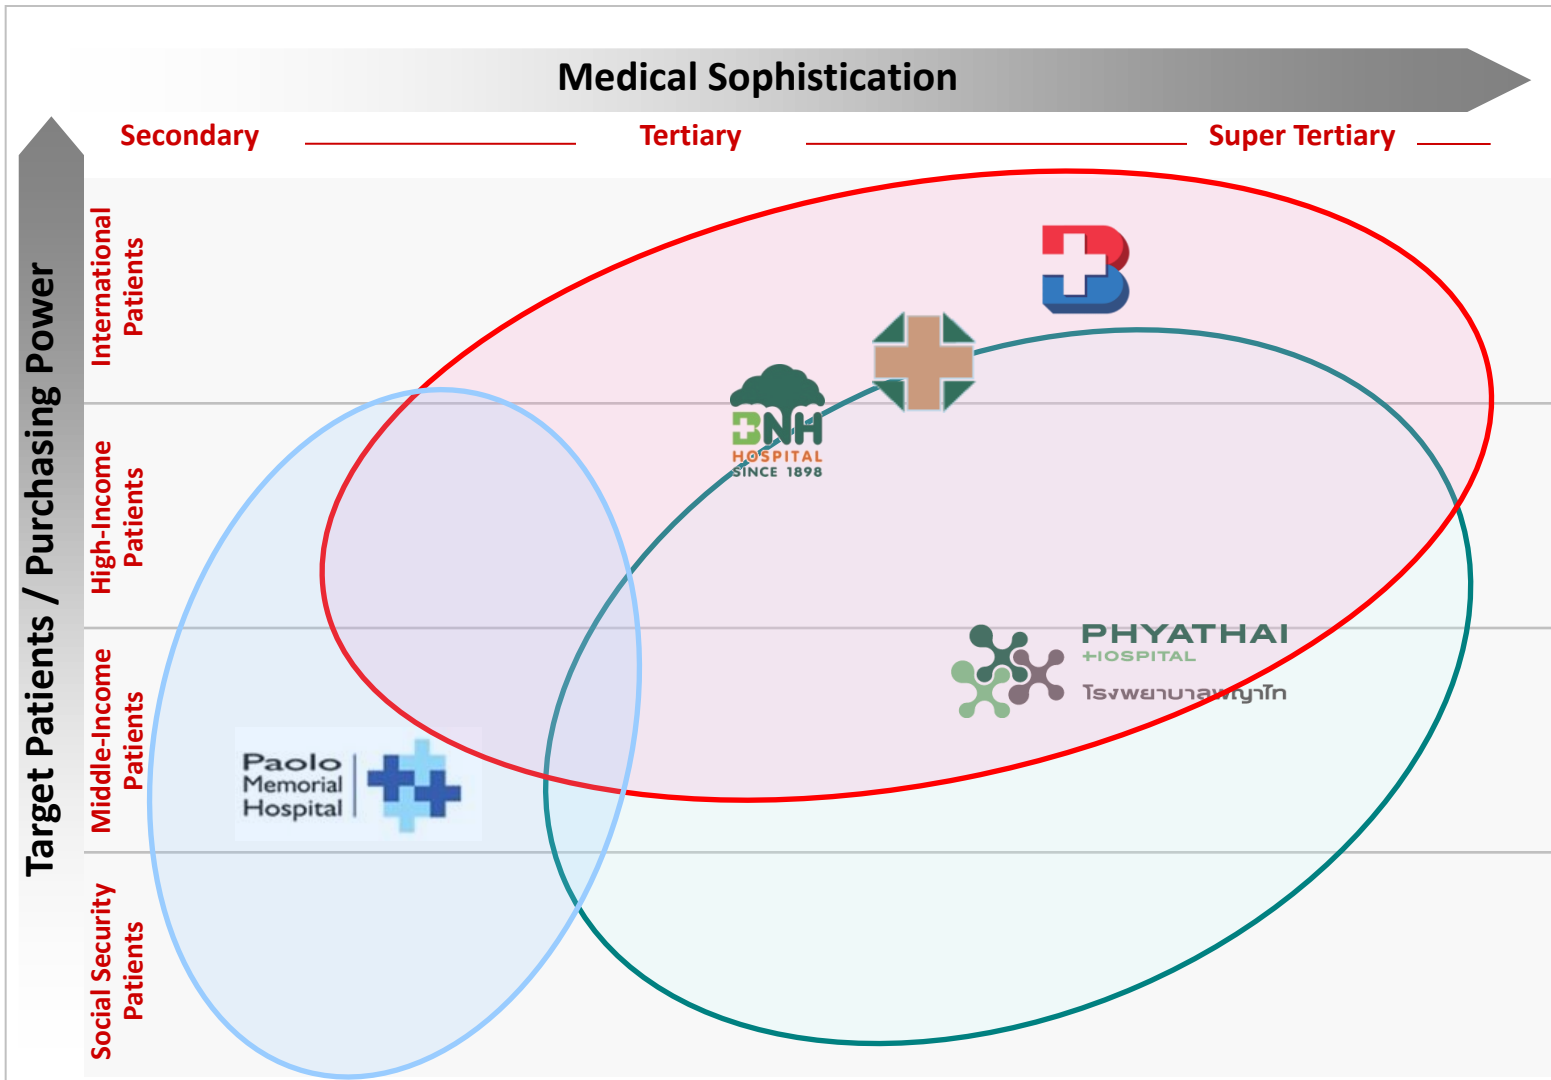 Medical Sophistication
Secondary
Tertiary
Super Tertiary
Target Patients / Purchasing Power
International
Patients
High-Income
Patients
Middle-Income
Patients
Social Security
Patients
B
BNH
HOSPITAL
SINCE 1898
PHYATHAI
HOSPITAL
โรงพยาบาลพญาไท
Paolo
Memorial
Hospital